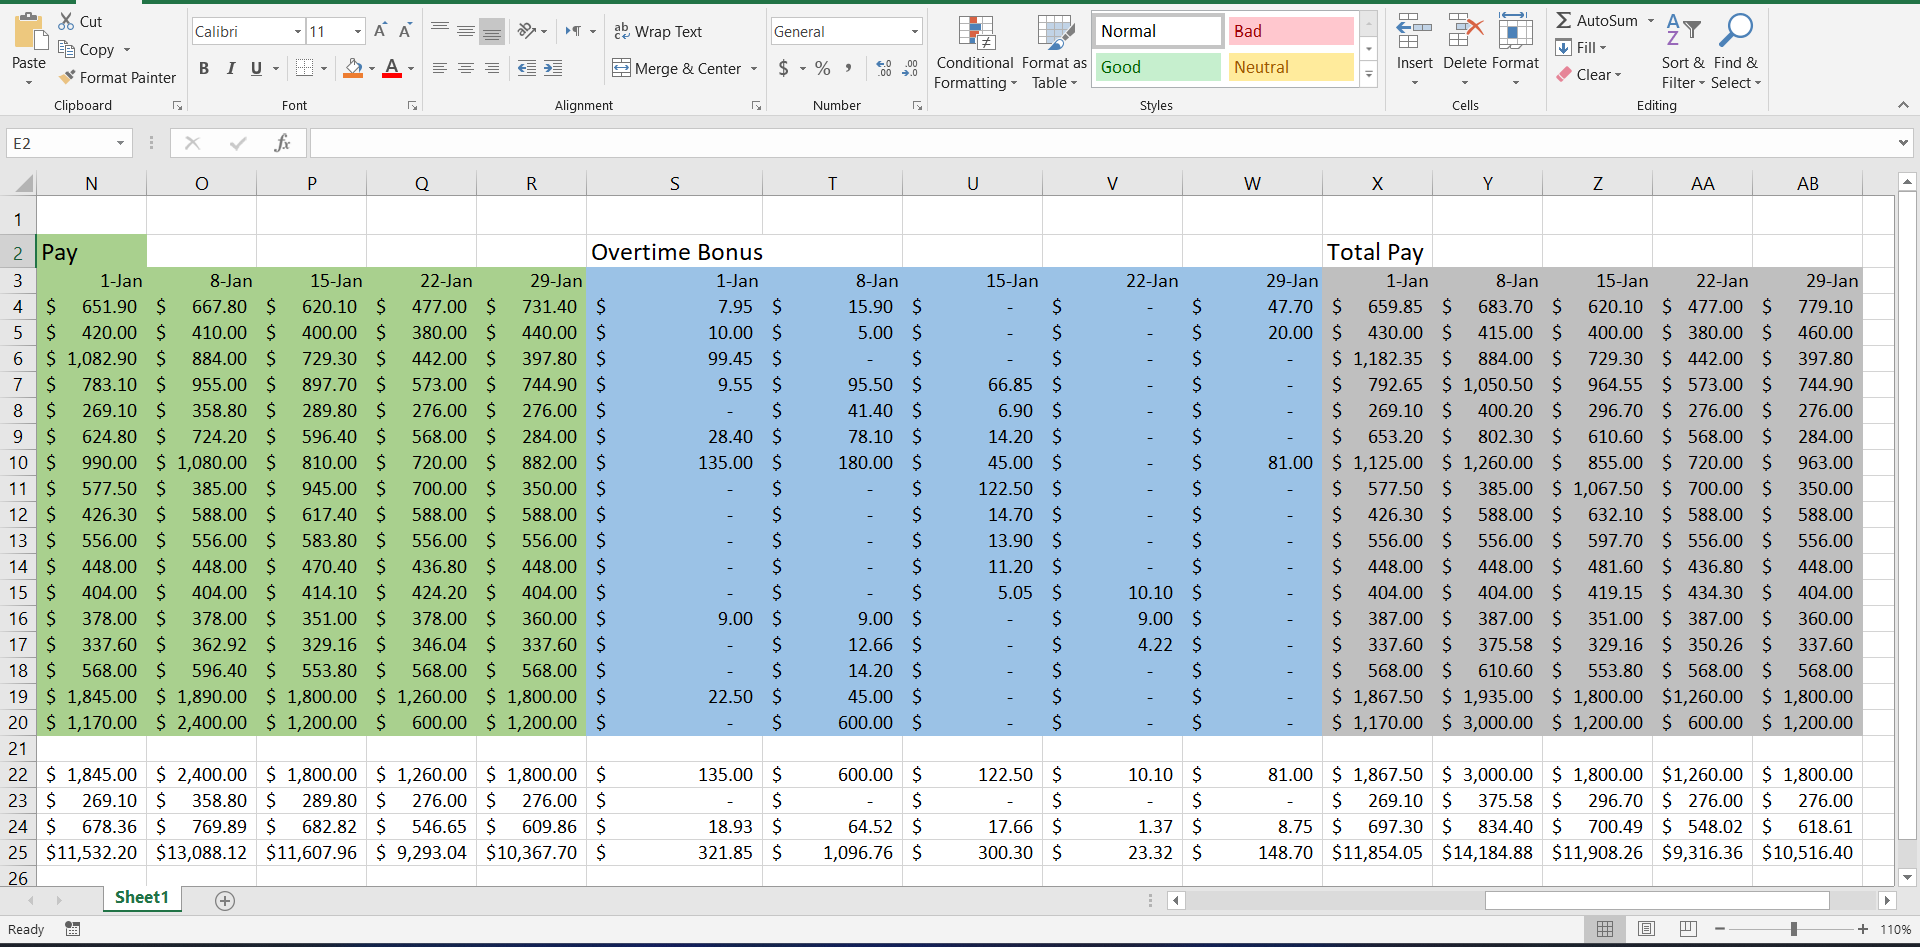 Paste
Cut
Copy
Format Painter
Clipboard
Calibri 11 A A
B I U A
Font
ab Wrap Text
Merge & Center
Alignment
General
$ % , .00 .00
Number
Conditional Formatting
Format as Table
Normal Bad
Good Neutral
Styles
Insert Delete Format
Cells
AutoSum
Fill
Clear
Sort & Filter
Find & Select
Editing
E2 fx
N O P Q R S T U V W X Y Z AA AB
1
2 Pay Overtime Bonus Total Pay
3 1-Jan 8-Jan 15-Jan 22-Jan 29-Jan 1-Jan 8-Jan 15-Jan 22-Jan 29-Jan 1-Jan 8-Jan 15-Jan 22-Jan 29-Jan
4 $ 651.90 $ 667.80 $ 620.10 $ 477.00 $ 731.40 $ 7.95 $ 15.90 $ - $ - $ 47.70 $ 659.85 $ 683.70 $ 620.10 $ 477.00 $ 779.10
5 $ 420.00 $ 410.00 $ 400.00 $ 380.00 $ 440.00 $ 10.00 $ 5.00 $ - $ - $ 20.00 $ 430.00 $ 415.00 $ 400.00 $ 380.00 $ 460.00
6 $ 1,082.90 $ 884.00 $ 729.30 $ 442.00 $ 397.80 $ 99.45 $ - $ - $ - $ - $ 1,182.35 $ 884.00 $ 729.30 $ 442.00 $ 397.80
7 $ 783.10 $ 955.00 $ 897.70 $ 573.00 $ 744.90 $ 9.55 $ 95.50 $ 66.85 $ - $ - $ 792.65 $ 1,050.50 $ 964.55 $ 573.00 $ 744.90
8 $ 269.10 $ 358.80 $ 289.80 $ 276.00 $ 276.00 $ - $ 41.40 $ 6.90 $ - $ - $ 269.10 $ 400.20 $ 296.70 $ 276.00 $ 276.00
9 $ 624.80 $ 724.20 $ 596.40 $ 568.00 $ 284.00 $ 28.40 $ 78.10 $ 14.20 $ - $ - $ 653.20 $ 802.30 $ 610.60 $ 568.00 $ 284.00
10 $ 990.00 $ 1,080.00 $ 810.00 $ 720.00 $ 882.00 $ 135.00 $ 180.00 $ 45.00 $ - $ 81.00 $ 1,125.00 $ 1,260.00 $ 855.00 $ 720.00 $ 963.00
11 $ 577.50 $ 385.00 $ 945.00 $ 700.00 $ 350.00 $ - $ - $ 122.50 $ - $ - $ 577.50 $ 385.00 $ 1,067.50 $ 700.00 $ 350.00
12 $ 426.30 $ 588.00 $ 617.40 $ 588.00 $ 588.00 $ - $ - $ 14.70 $ - $ - $ 426.30 $ 588.00 $ 632.10 $ 588.00 $ 588.00
13 $ 556.00 $ 556.00 $ 583.80 $ 556.00 $ 556.00 $ - $ - $ 13.90 $ - $ - $ 556.00 $ 556.00 $ 597.70 $ 556.00 $ 556.00
14 $ 448.00 $ 448.00 $ 470.40 $ 436.80 $ 448.00 $ - $ - $ 11.20 $ - $ - $ 448.00 $ 448.00 $ 481.60 $ 436.80 $ 448.00
15 $ 404.00 $ 404.00 $ 414.10 $ 424.20 $ 404.00 $ - $ - $ 5.05 $ 10.10 $ - $ 404.00 $ 404.00 $ 419.15 $ 434.30 $ 404.00
16 $ 378.00 $ 378.00 $ 351.00 $ 378.00 $ 360.00 $ 9.00 $ 9.00 $ - $ 9.00 $ - $ 387.00 $ 387.00 $ 351.00 $ 387.00 $ 360.00
17 $ 337.60 $ 362.92 $ 329.16 $ 346.04 $ 337.60 $ - $ 12.66 $ - $ 4.22 $ - $ 337.60 $ 375.58 $ 329.16 $ 350.26 $ 337.60
18 $ 568.00 $ 596.40 $ 553.80 $ 568.00 $ 568.00 $ - $ 14.20 $ - $ - $ - $ 568.00 $ 610.60 $ 553.80 $ 568.00 $ 568.00
19 $ 1,845.00 $ 1,890.00 $ 1,800.00 $ 1,260.00 $ 1,800.00 $ 22.50 $ 45.00 $ - $ - $ - $ 1,867.50 $ 1,935.00 $ 1,800.00 $1,260.00 $ 1,800.00
20 $ 1,170.00 $ 2,400.00 $ 1,200.00 $ 600.00 $ 1,200.00 $ - $ 600.00 $ - $ - $ - $ 1,170.00 $ 3,000.00 $ 1,200.00 $ 600.00 $ 1,200.00
21
22 $ 1,845.00 $ 2,400.00 $ 1,800.00 $ 1,260.00 $ 1,800.00 $ 135.00 $ 600.00 $ 122.50 $ 10.10 $ 81.00 $ 1,867.50 $ 3,000.00 $ 1,800.00 $1,260.00 $ 1,800.00
23 $ 269.10 $ 358.80 $ 289.80 $ 276.00 $ 276.00 $ - $ - $ - $ - $ - $ 269.10 $ 375.58 $ 296.70 $ 276.00 $ 276.00
24 $ 678.36 $ 769.89 $ 682.82 $ 546.65 $ 609.86 $ 18.93 $ 64.52 $ 17.66 $ 1.37 $ 8.75 $ 697.30 $ 834.40 $ 700.49 $ 548.02 $ 618.61
25 $11,532.20 $13,088.12 $11,607.96 $ 9,293.04 $10,367.70 $ 321.85 $ 1,096.76 $ 300.30 $ 23.32 $ 148.70 $11,854.05 $14,184.88 $11,908.26 $9,316.36 $10,516.40
26
Sheet1
Ready 110%